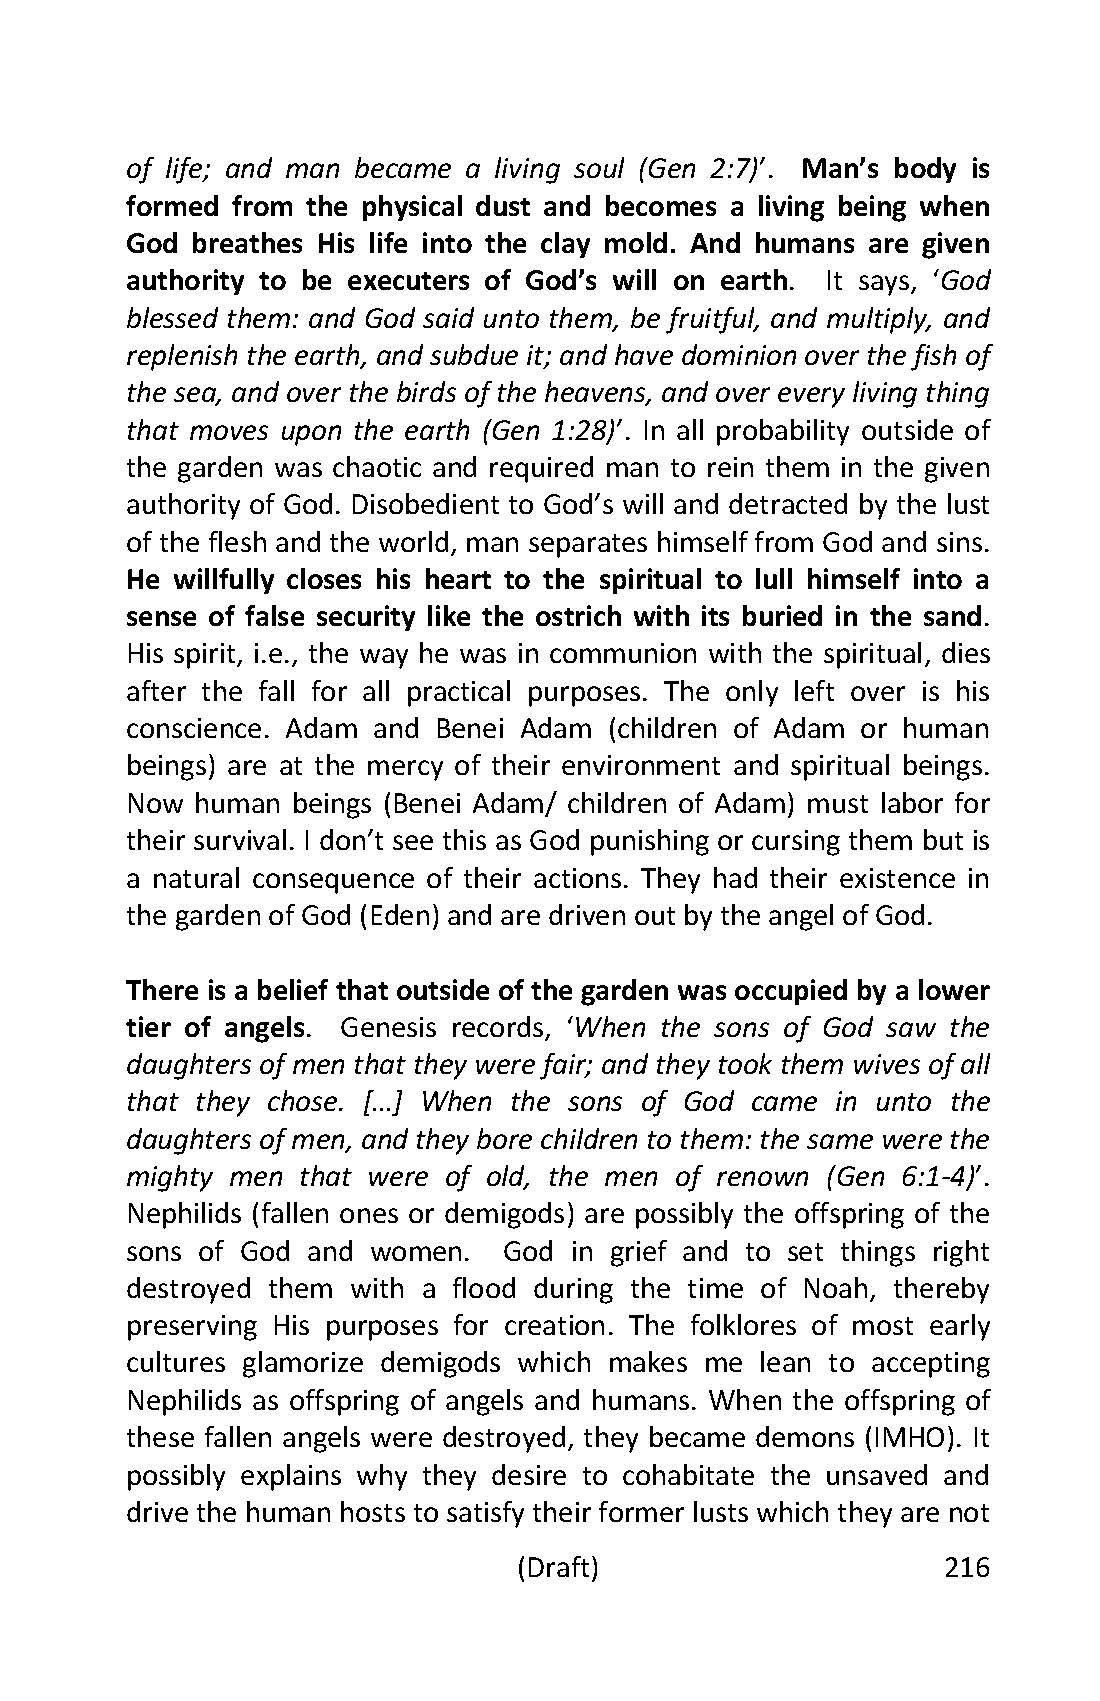 of life; and man became a living soul (Gen 2:7)’. Man’s body is
formed from the physical dust and becomes a living being when
God breathes His life into the clay mold. And humans are given
authority to be executers of God’s will on earth. It says, ‘God
blessed them: and God said unto them, be fruitful, and multiply, and
replenish the earth, and subdue it; and have dominion over the fish of
the sea, and over the birds of the heavens, and over every living thing
that moves upon the earth (Gen 1:28)’. In all probability outside of
the garden was chaotic and required man to rein them in the given
authority of God. Disobedient to God’s will and detracted by the lust
of the flesh and the world, man separates himself from God and sins.
He willfully closes his heart to the spiritual to lull himself into a
sense of false security like the ostrich with its buried in the sand.
His spirit, i.e., the way he was in communion with the spiritual, dies
after the fall for all practical purposes. The only left over is his
conscience. Adam and Benei Adam (children of Adam or human
beings) are at the mercy of their environment and spiritual beings.
Now human beings (Benei Adam/ children of Adam) must labor for
their survival. I don’t see this as God punishing or cursing them but is
a natural consequence of their actions. They had their existence in
the garden of God (Eden) and are driven out by the angel of God.
There is a belief that outside of the garden was occupied by a lower
tier of angels. Genesis records, ‘When the sons of God saw the
daughters of men that they were fair; and they took them wives of all
that they chose. [...] When the sons of God came in unto the
daughters of men, and they bore children to them: the same were the
mighty men that were of old, the men of renown (Gen 6:1-4)’.
Nephilids (fallen ones or demigods) are possibly the offspring of the
sons of God and women. God in grief and to set things right
destroyed them with a flood during the time of Noah, thereby
preserving His purposes for creation. The folklores of most early
cultures glamorize demigods which makes me lean to accepting
Nephilids as offspring of angels and humans. When the offspring of
these fallen angels were destroyed, they became demons (IMHO). It
possibly explains why they desire to cohabitate the unsaved and
drive the human hosts to satisfy their former lusts which they are not
(Draft) 216